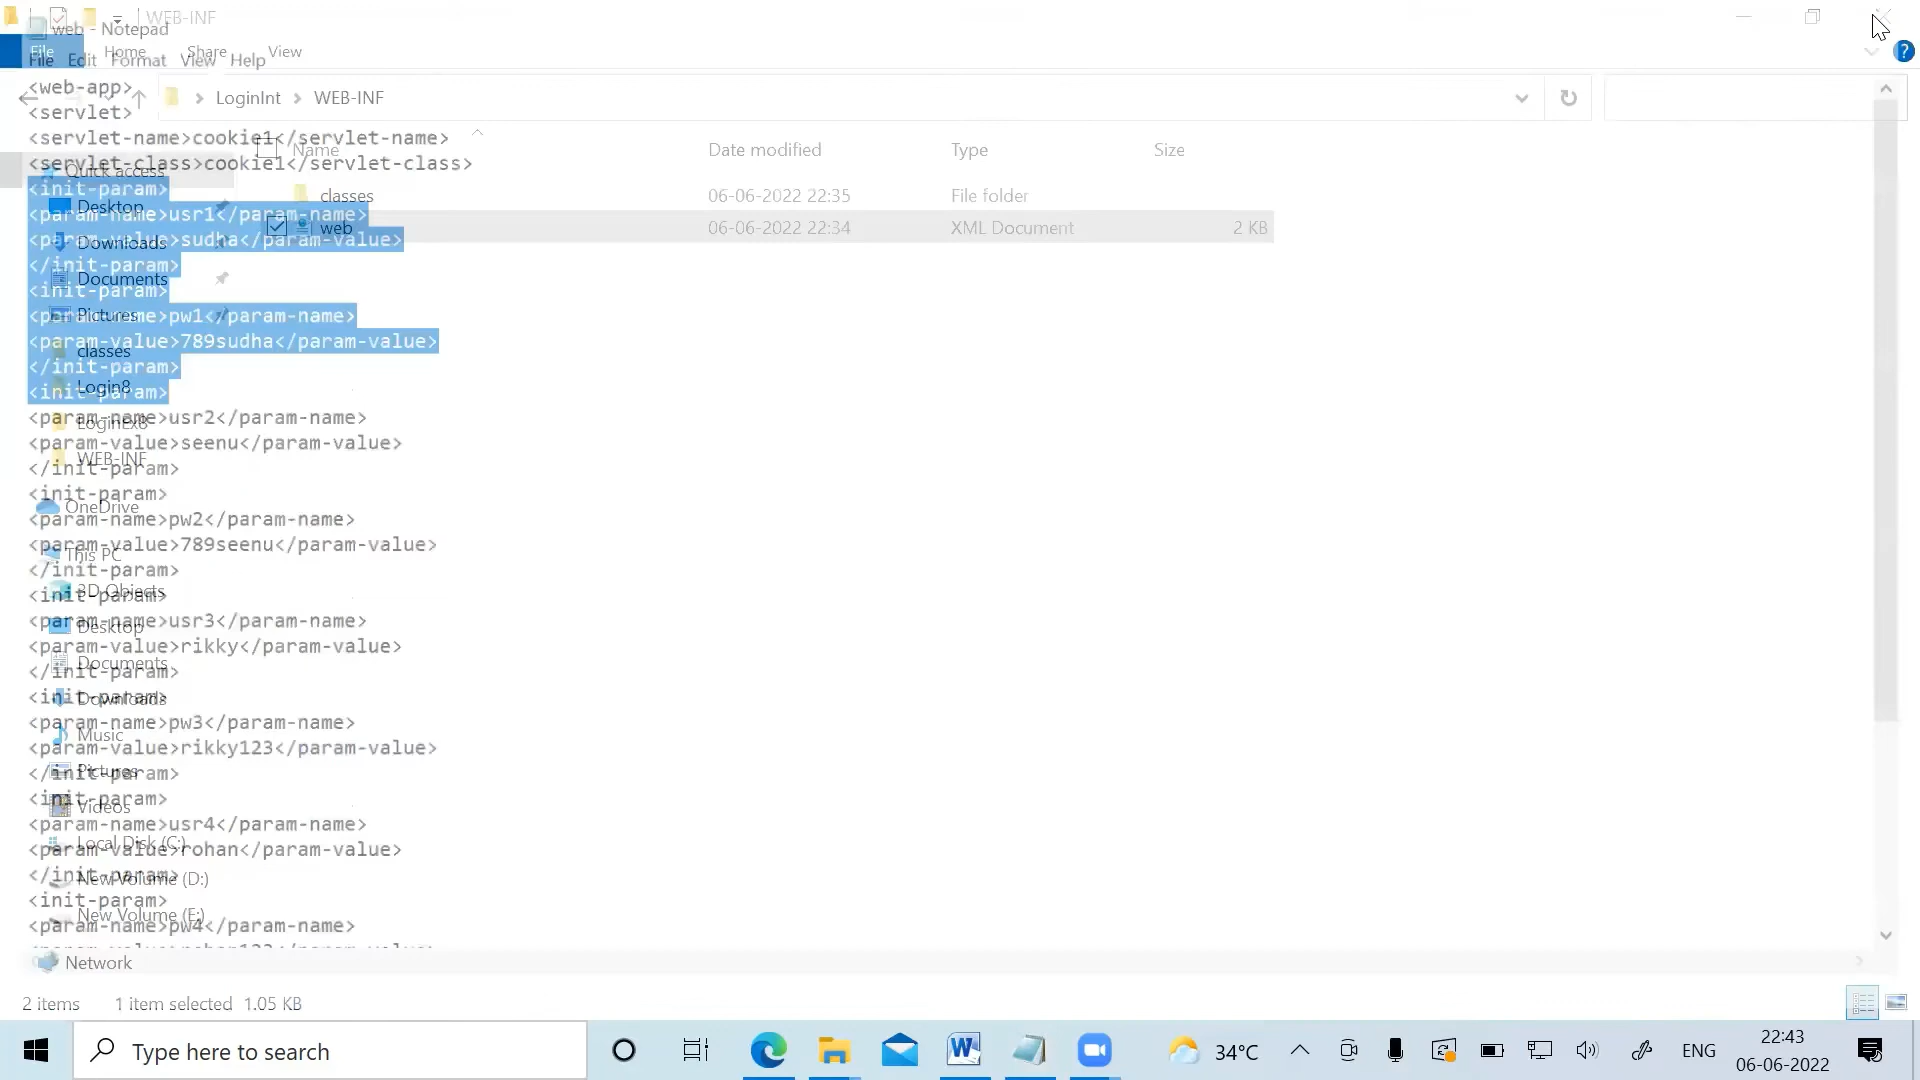 WEB-INF
web - Notepad
File Home Share View
File Edit Format View Help
<web-app>
LoginInt WEB-INF
<servlet>
<servlet-name>cookie1</servlet-name>
Name Date modified Type Size
<servlet-class>cookie1</servlet-class>
Quick access
<init-param>
classes 06-06-2022 22:35 File folder
Desktop
<param-name>usr1</param-name>
web 06-06-2022 22:34 XML Document 2 KB
<param-value>sudha</param-value>
Downloads
</init-param>
Documents
<init-param>
Pictures
<param-name>pw1</param-name>
<param-value>789sudha</param-value>
classes
</init-param>
Login8
<init-param>
<param-name>usr2</param-name>
LoginEx8
<param-value>seenu</param-value>
WEB-INF
</init-param>
<init-param>
OneDrive
<param-name>pw2</param-name>
<param-value>789seenu</param-value>
This PC
</init-param>
3D Objects
<init-param>
<param-name>usr3</param-name>
Desktop
<param-value>rikky</param-value>
Documents
</init-param>
<init-param>
Downloads
<param-name>pw3</param-name>
Music
<param-value>rikky123</param-value>
Pictures
</init-param>
<init-param>
Videos
<param-name>usr4</param-name>
Local Disk (C:)
<param-value>rohan</param-value>
</init-param>
New Volume (D:)
<init-param>
New Volume (E:)
<param-name>pw4</param-name>
Network
2 items 1 item selected 1.05 KB
Type here to search
34°C ENG 22:43
06-06-2022